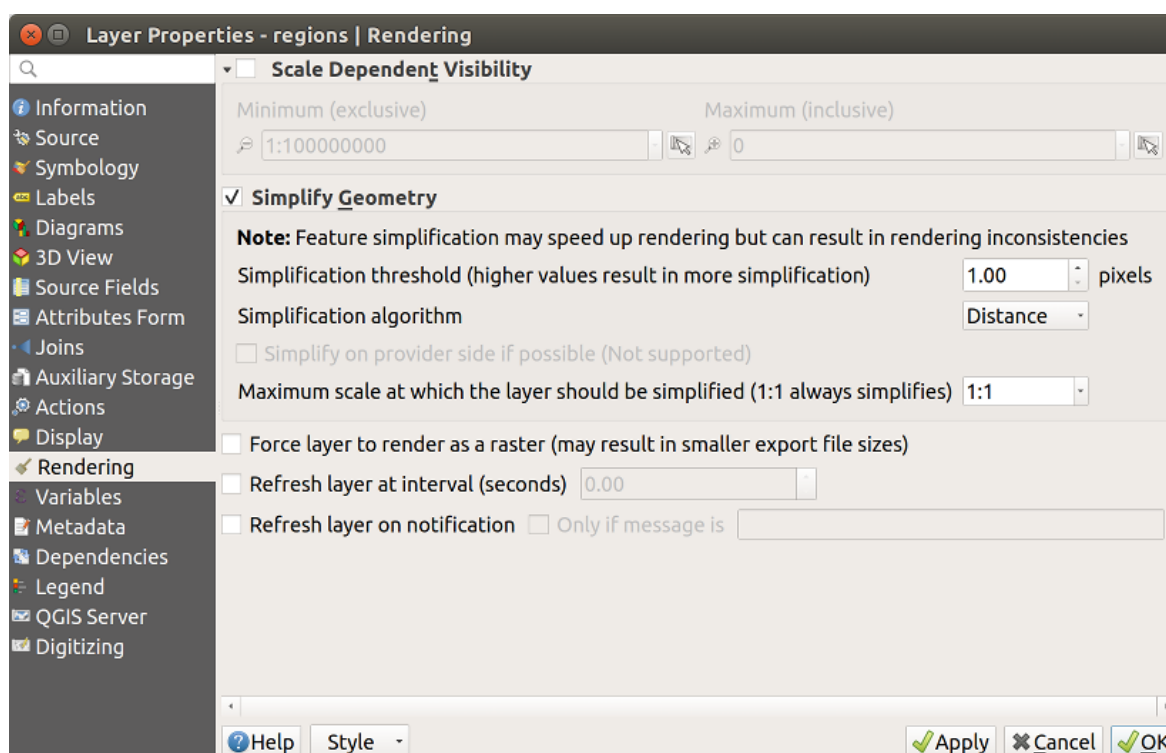 Layer Properties - regions | Rendering
Information
Source
Symbology
Labels
Diagrams
3D View
Source Fields
Attributes Form
Joins
Auxiliary Storage
Actions
Display
Rendering
Variables
Metadata
Dependencies
Legend
QGIS Server
Digitizing
Scale Dependent Visibility
Minimum (exclusive) Maximum (inclusive)
1:100000000 0
Simplify Geometry
Note: Feature simplification may speed up rendering but can result in rendering inconsistencies
Simplification threshold (higher values result in more simplification) 1.00 pixels
Simplification algorithm Distance
Simplify on provider side if possible (Not supported)
Maximum scale at which the layer should be simplified (1:1 always simplifies) 1:1
Force layer to render as a raster (may result in smaller export file sizes)
Refresh layer at interval (seconds) 0.00
Refresh layer on notification Only if message is
Help Style Apply Cancel OK